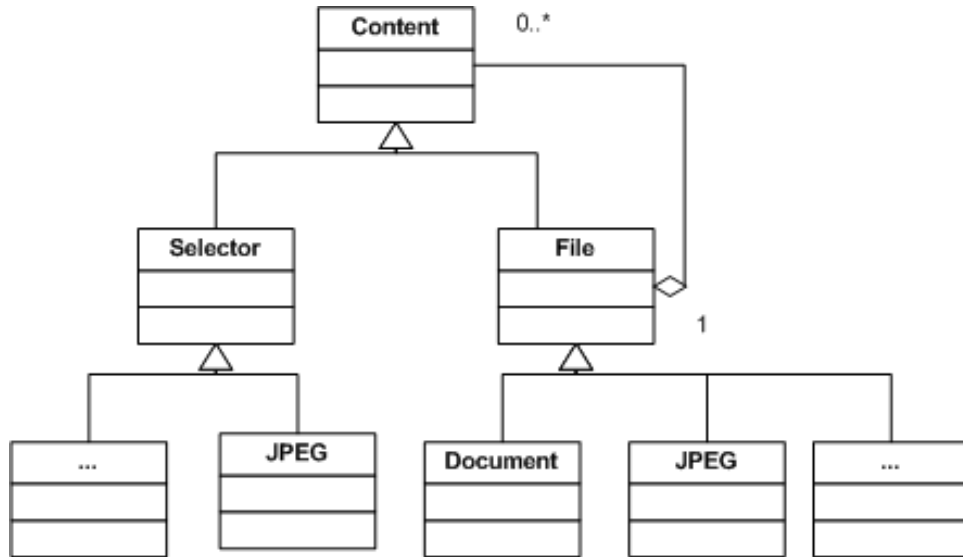 Content
0..*
Selector
File
1
...
JPEG
Document
JPEG
...